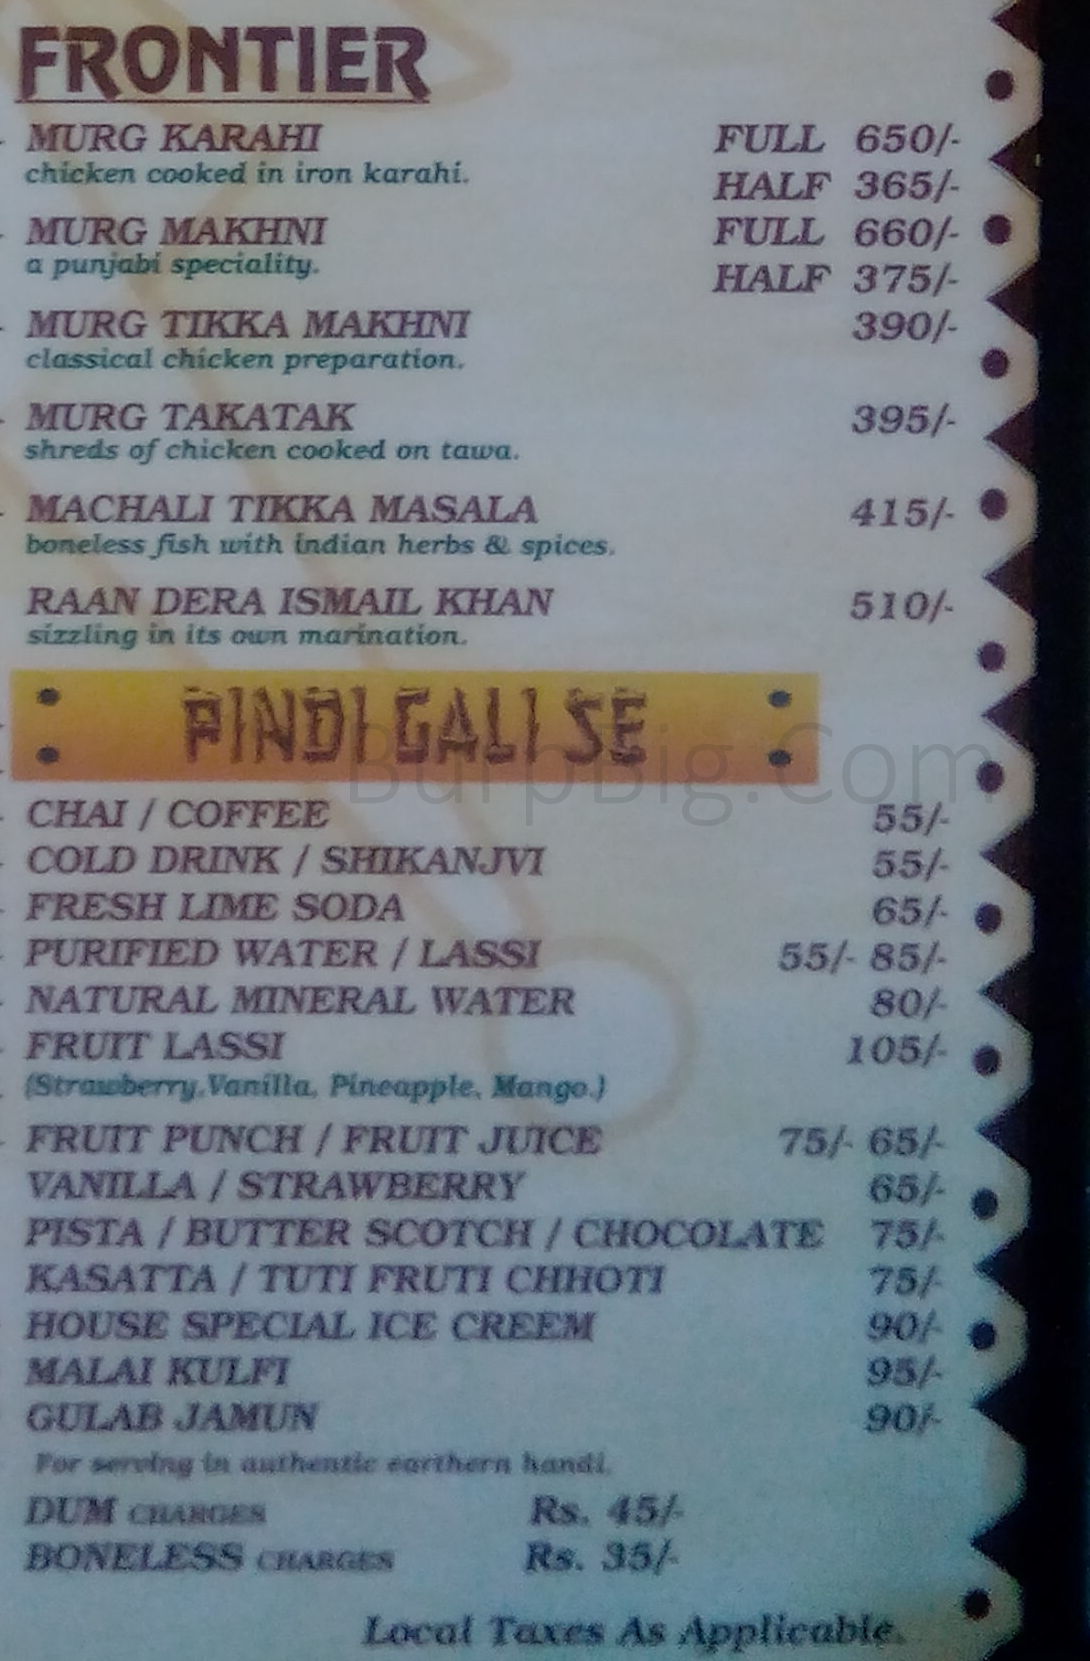 FRONTIER
MURG KARAHI FULL 650/-
chicken cooked in iron karahi. HALF 365/-
MURG MAKHNI FULL 660/-
a punjabi speciality. HALF 375/-
MURG TIKKA MAKHNI 390/-
classical chicken preparation.
MURG TAKATAK 395/-
shreds of chicken cooked on tawa.
MACHALI TIKKA MASALA 415/-
boneless fish with indian herbs & spices.
RAAN DERA ISMAIL KHAN 510/-
sizzling in its own marination.
PINDI GALI SE
BurpBig.Com
CHAI / COFFEE 55/-
COLD DRINK / SHIKANJVI 55/-
FRESH LIME SODA 65/-
PURIFIED WATER / LASSI 55/- 85/-
NATURAL MINERAL WATER 80/-
FRUIT LASSI 105/-
(Strawberry,Vanilla, Pineapple, Mango.)
FRUIT PUNCH / FRUIT JUICE 75/- 65/-
VANILLA / STRAWBERRY 65/-
PISTA / BUTTER SCOTCH / CHOCOLATE 75/-
KASATTA / TUTI FRUTI CHHOTI 75/-
HOUSE SPECIAL ICE CREEM 90/-
MALAI KULFI 95/-
GULAB JAMUN 90/-
For serving in authentic earthern handi.
DUM CHARGES Rs. 45/-
BONELESS CHARGES Rs. 35/-
Local Taxes As Applicable.